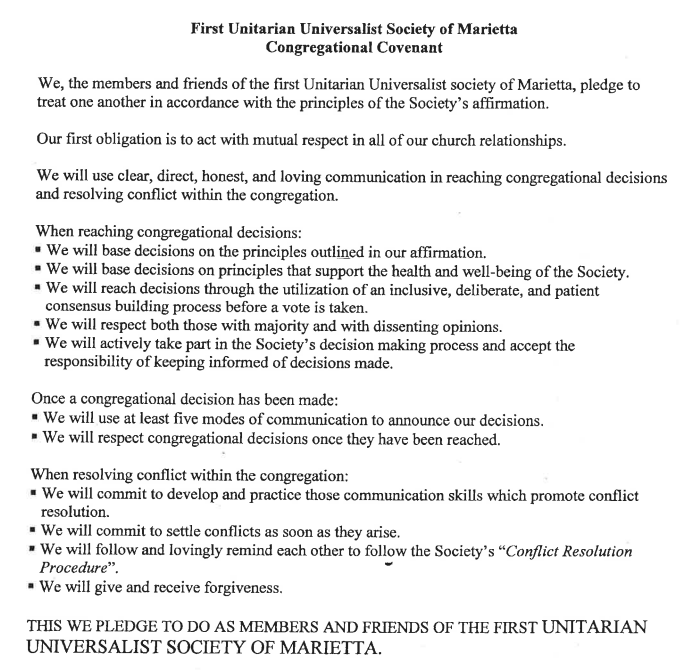 First Unitarian Universalist Society of Marietta
Congregational Covenant
We, the members and friends of the first Unitarian Universalist society of Marietta, pledge to
treat one another in accordance with the principles of the Society's affirmation.
Our first obligation is to act with mutual respect in all of our church relationships.
We will use clear, direct, honest, and loving communication in reaching congregational decisions
and resolving conflict within the congregation.
When reaching congregational decisions:
▪ We will base decisions on the principles outlined in our affirmation.
▪ We will base decisions on principles that support the health and well-being of the Society.
▪ We will reach decisions through the utilization of an inclusive, deliberate, and patient
consensus building process before a vote is taken.
▪ We will respect both those with majority and with dissenting opinions.
▪ We will actively take part in the Society's decision making process and accept the
responsibility of keeping informed of decisions made.
Once a congregational decision has been made:
▪ We will use at least five modes of communication to announce our decisions.
▪ We will respect congregational decisions once they have been reached.
When resolving conflict within the congregation:
▪ We will commit to develop and practice those communication skills which promote conflict
resolution.
▪ We will commit to settle conflicts as soon as they arise.
▪ We will follow and lovingly remind each other to follow the Society's "Conflict Resolution
Procedure".
▪ We will give and receive forgiveness.
THIS WE PLEDGE TO DO AS MEMBERS AND FRIENDS OF THE FIRST UNITARIAN
UNIVERSALIST SOCIETY OF MARIETTA.